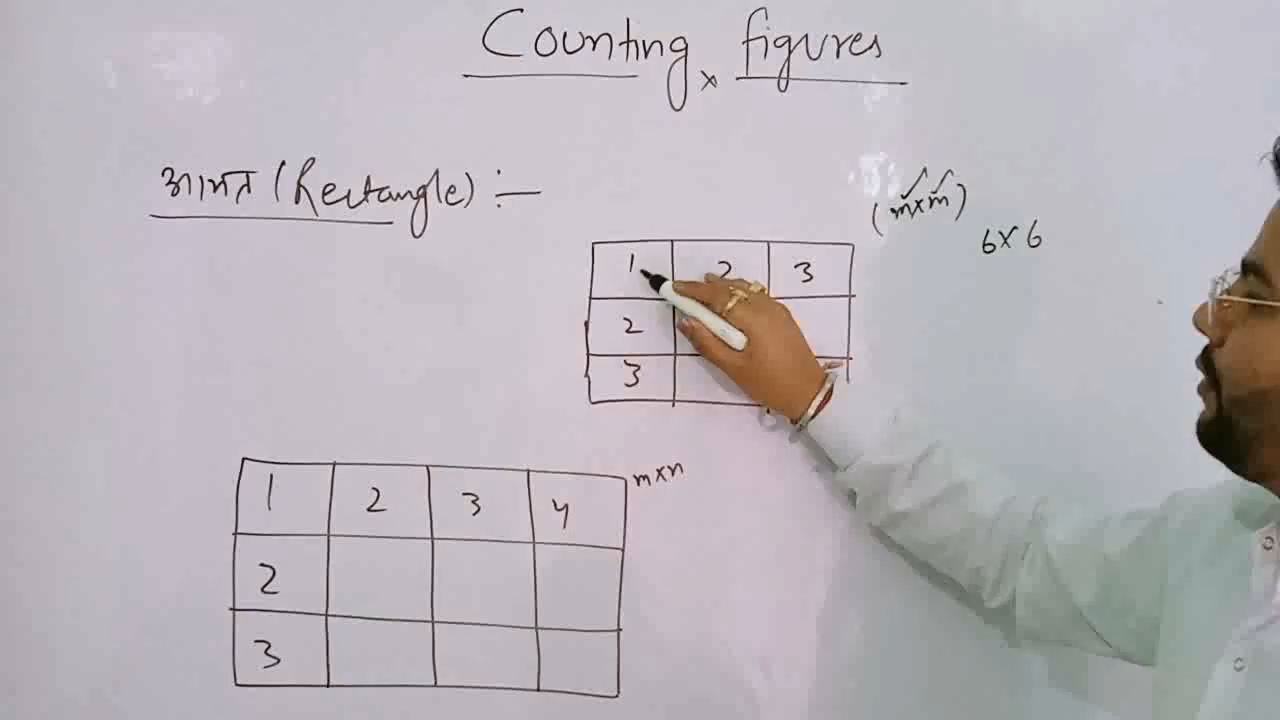 Counting figures
आयत (Rectangle) :-
(m×m)
6×6
1 2 3
2
3
m×n
1 2 3 4
2
3